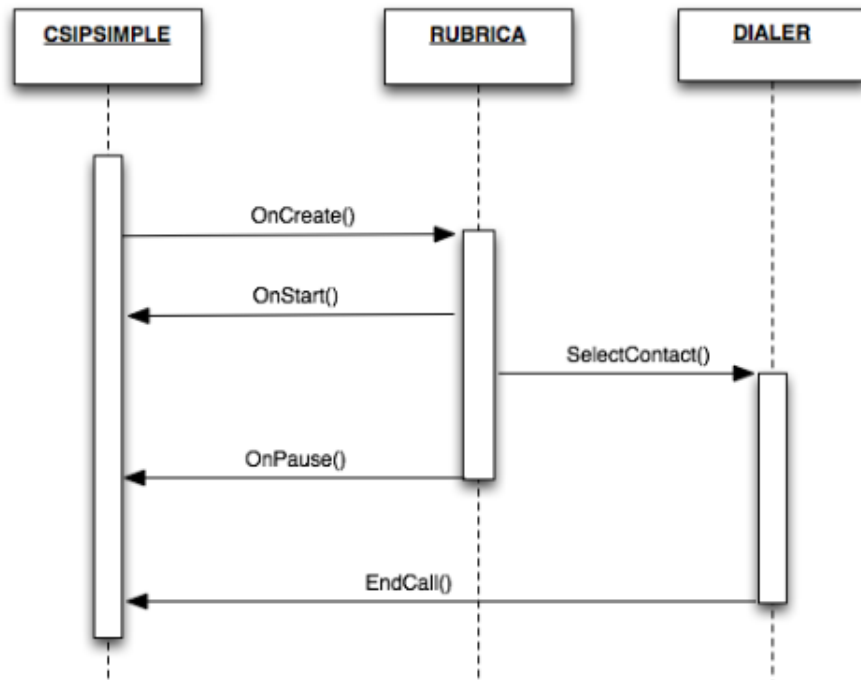 CSIPSIMPLE
RUBRICA
DIALER
OnCreate()
OnStart()
SelectContact()
OnPause()
EndCall()